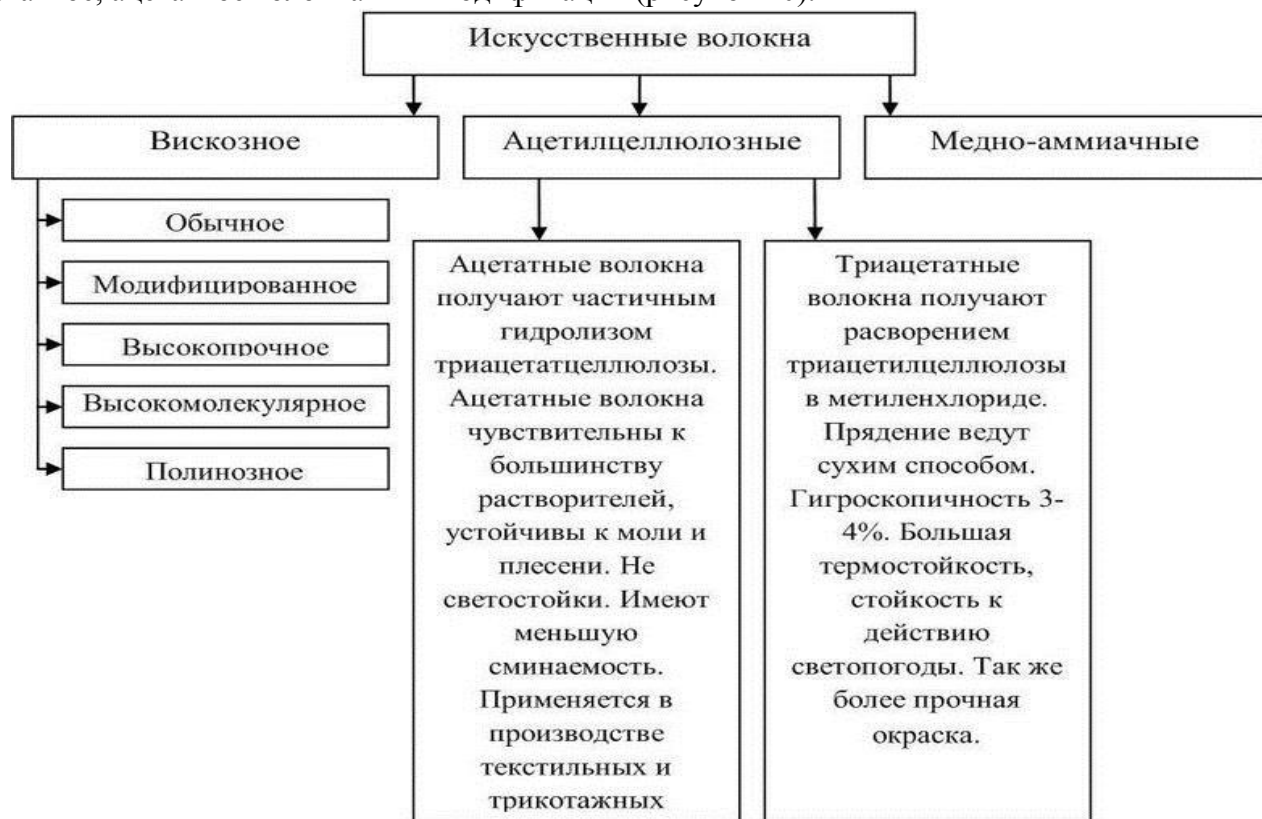 Искусственные волокна
Вискозное
Ацетилцеллюлозные
Медно-аммиачные
Обычное
Модифицированное
Высокопрочное
Высокомолекулярное
Полинозное
Ацетатные волокна
получают частичным
гидролизом
триацетатцеллюлозы.
Ацетатные волокна
чувствительны к
большинству
растворителей,
устойчивы к моли и
плесени. Не
светостойки. Имеют
меньшую
сминаемость.
Применяется в
производстве
текстильных и
трикотажных
Триацетатные
волокна получают
расворением
триацетилцеллюлозы
в метиленхлориде.
Прядение ведут
сухим способом.
Гигроскопичность 3-
4%. Большая
термостойкость,
стойкость к
действию
светопогоды. Так же
более прочная
окраска.